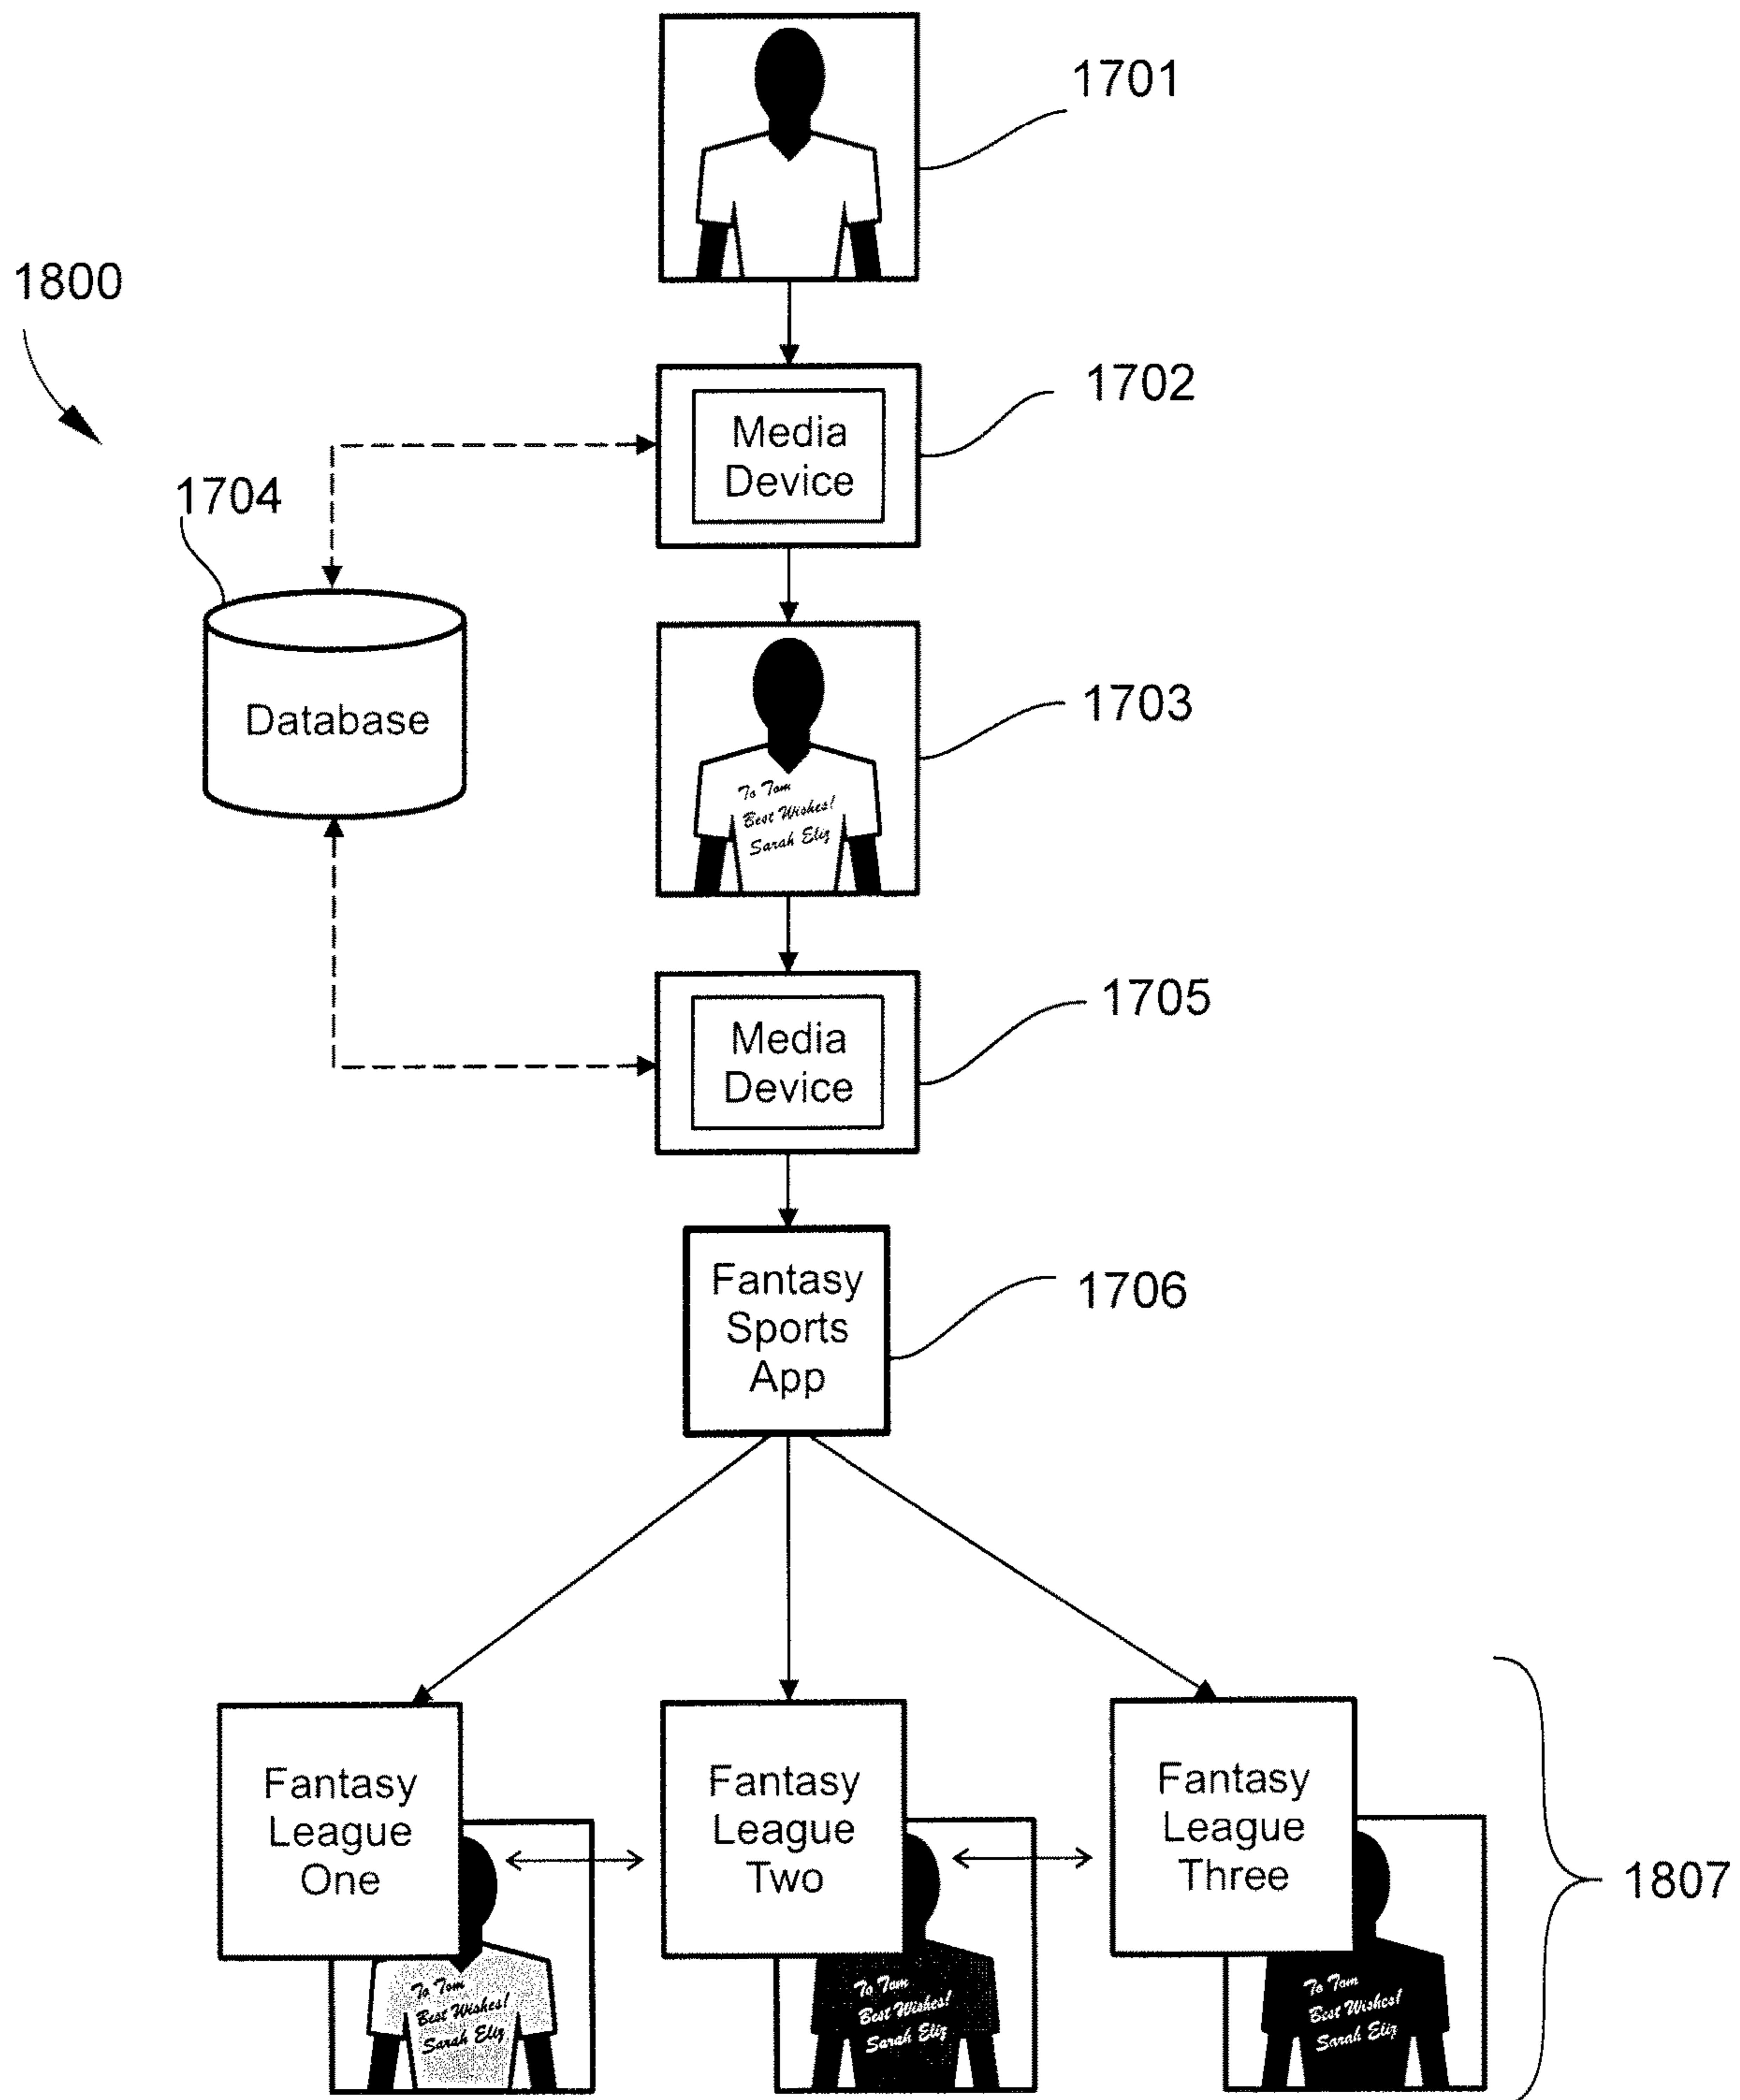 1701
1800
1702
Media
Device
1704
Database
1703
To Tom
Best Wishes!
Sarah Eliz
1705
Media
Device
1706
Fantasy
Sports
App
Fantasy
League
One
Fantasy
League
Two
Fantasy
League
Three
1807
To Tom
Best Wishes!
Sarah Eliz
To Tom
Best Wishes!
Sarah Eliz
To Tom
Best Wishes!
Sarah Eliz